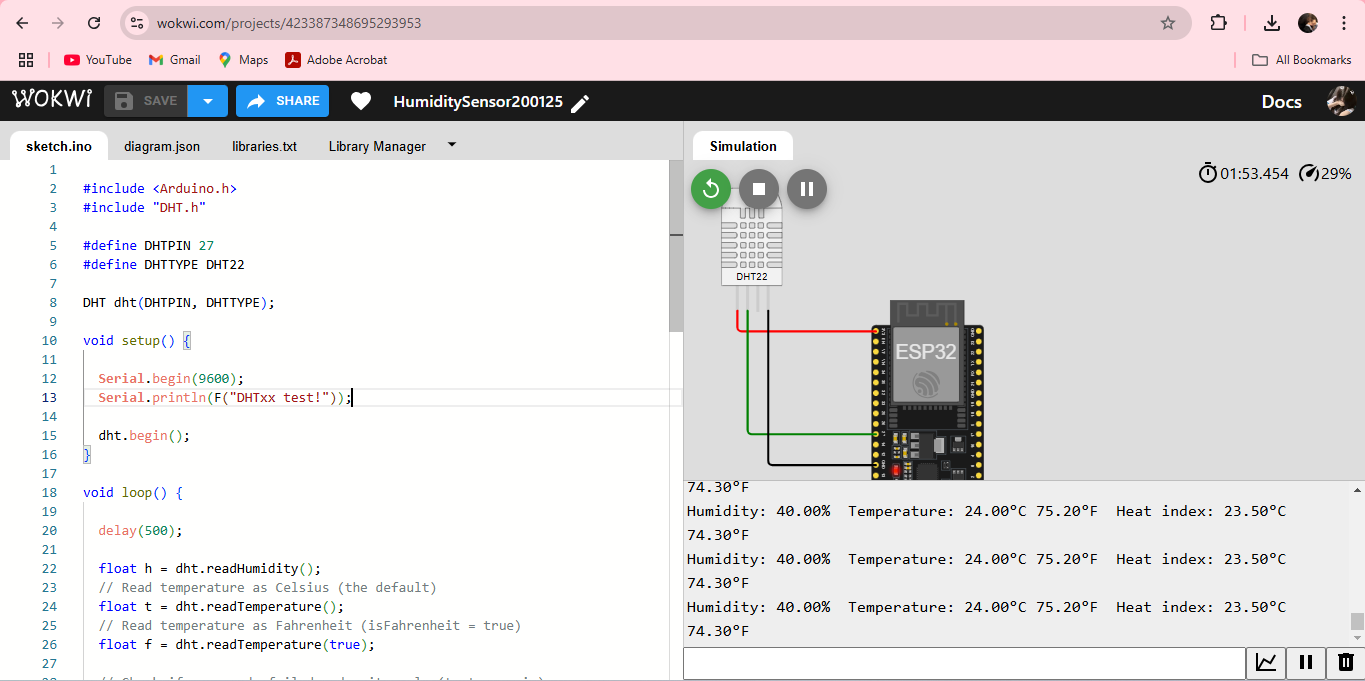 wokwi.com/projects/423387348695293953
YouTube Gmail Maps Adobe Acrobat All Bookmarks
WOKWI SAVE SHARE HumiditySensor200125 Docs
sketch.ino diagram.json libraries.txt Library Manager
Simulation
01:53.454 29%
1
2 #include <Arduino.h>
3 #include "DHT.h"
4
5 #define DHTPIN 27
6 #define DHTTYPE DHT22
7
8 DHT dht(DHTPIN, DHTTYPE);
9
10 void setup() {
11
12 Serial.begin(9600);
13 Serial.println(F("DHTxx test!"));
14
15 dht.begin();
16 }
17
18 void loop() {
19
20 delay(500);
21
22 float h = dht.readHumidity();
23 // Read temperature as Celsius (the default)
24 float t = dht.readTemperature();
25 // Read temperature as Fahrenheit (isFahrenheit = true)
26 float f = dht.readTemperature(true);
27
DHT22
ESP32
74.30°F
Humidity: 40.00% Temperature: 24.00°C 75.20°F Heat index: 23.50°C
74.30°F
Humidity: 40.00% Temperature: 24.00°C 75.20°F Heat index: 23.50°C
74.30°F
Humidity: 40.00% Temperature: 24.00°C 75.20°F Heat index: 23.50°C
74.30°F